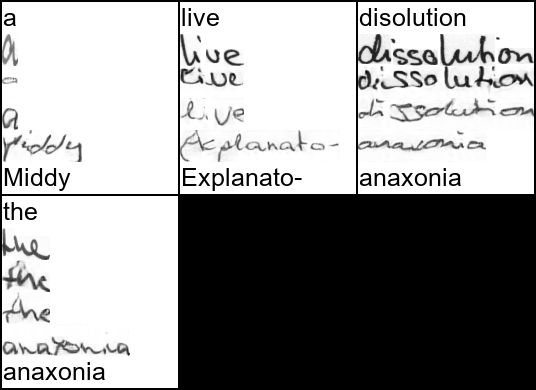 a
a
a
a
Middy
Middy
live
live
live
live
Explanato-
Explanato-
disolution
dissolution
dissolution
dissolution
anaxonia
anaxonia
the
the
the
the
anaxonia
anaxonia